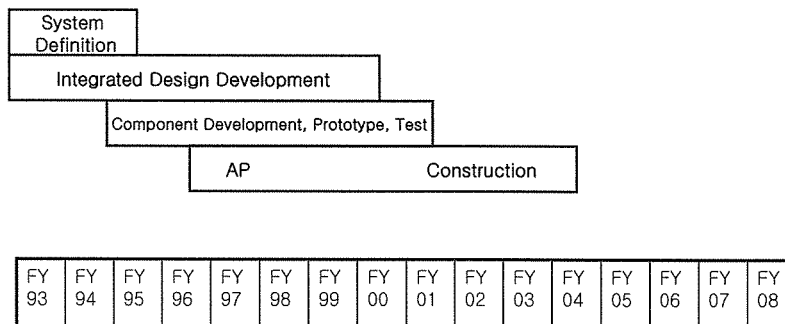 System
Definition
Integrated Design Development
Component Development, Prototype, Test
AP Construction
FY FY FY FY FY FY FY FY FY FY FY FY FY FY FY FY
93 94 95 96 97 98 99 00 01 02 03 04 05 06 07 08